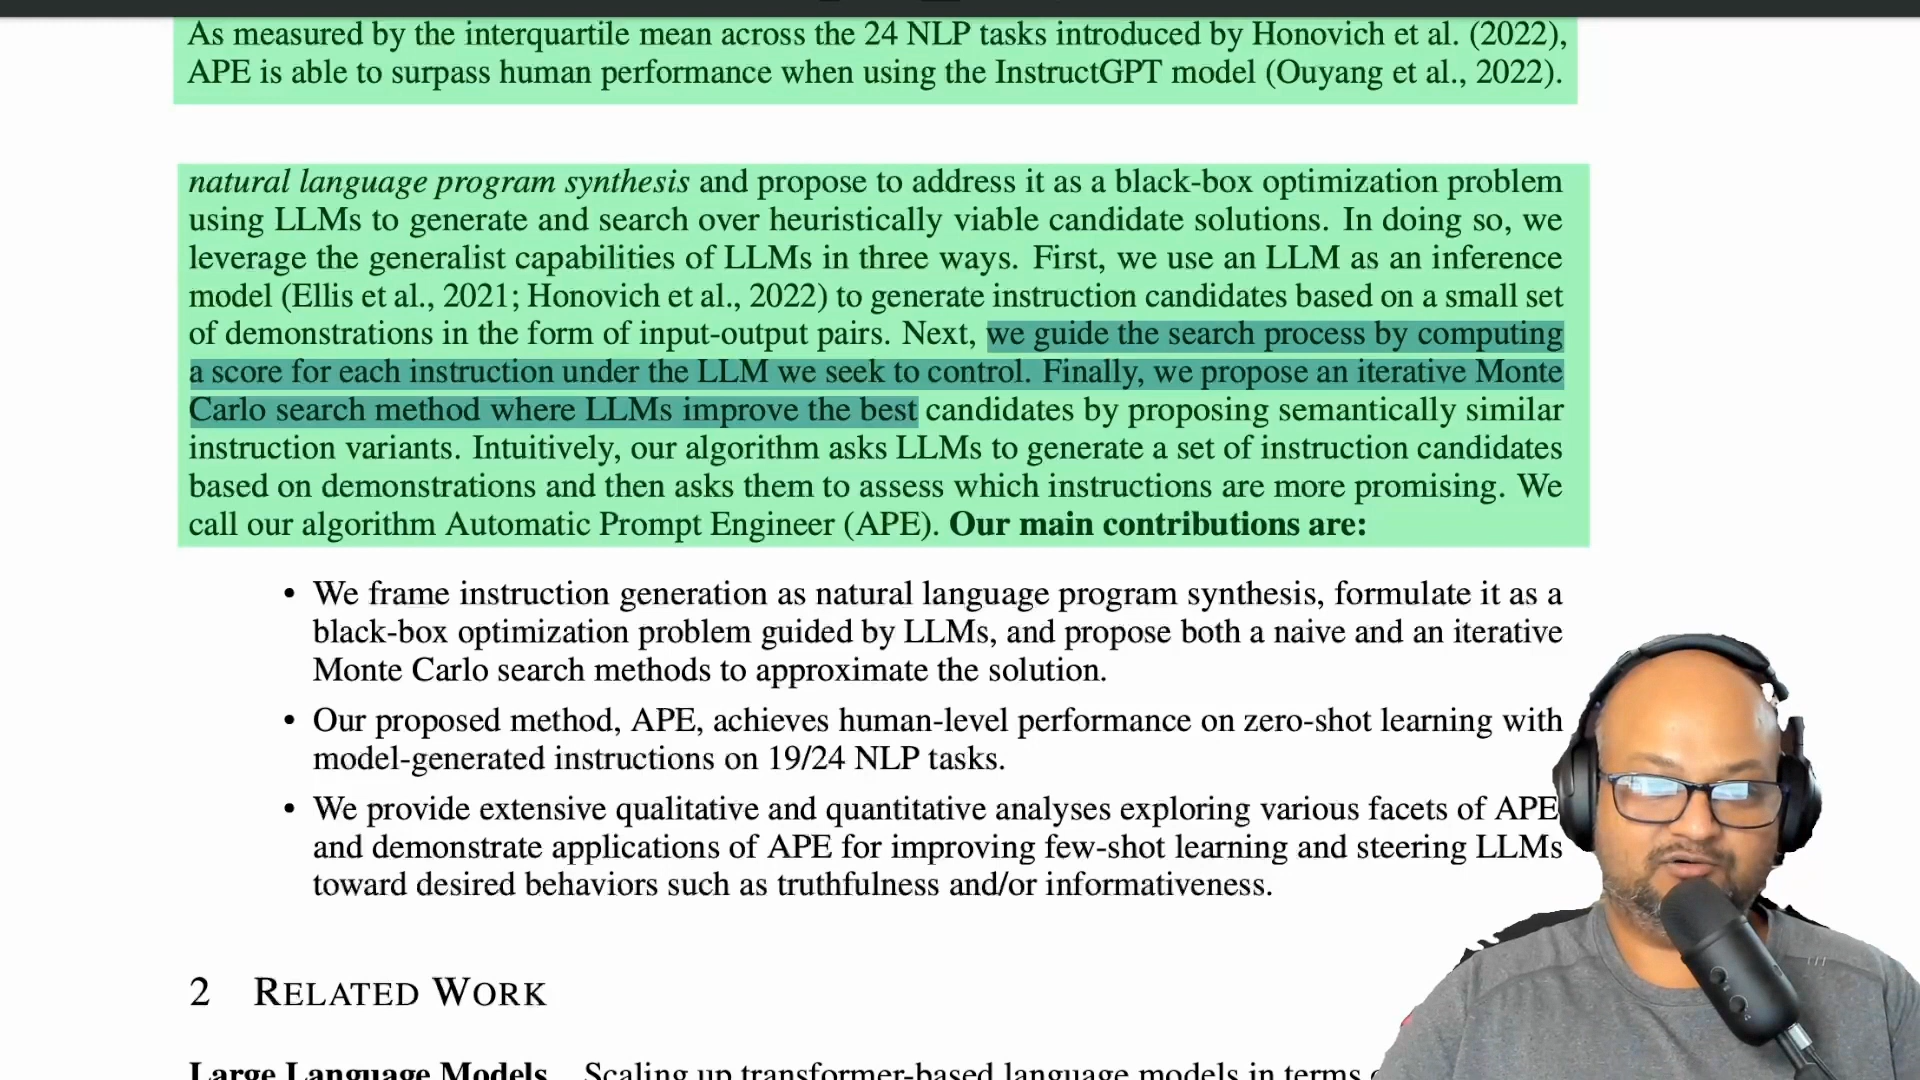 As measured by the interquartile mean across the 24 NLP tasks introduced by Honovich et al. (2022),
APE is able to surpass human performance when using the InstructGPT model (Ouyang et al., 2022).
natural language program synthesis and propose to address it as a black-box optimization problem
using LLMs to generate and search over heuristically viable candidate solutions. In doing so, we
leverage the generalist capabilities of LLMs in three ways. First, we use an LLM as an inference
model (Ellis et al., 2021; Honovich et al., 2022) to generate instruction candidates based on a small set
of demonstrations in the form of input-output pairs. Next, we guide the search process by computing
a score for each instruction under the LLM we seek to control. Finally, we propose an iterative Monte
Carlo search method where LLMs improve the best candidates by proposing semantically similar
instruction variants. Intuitively, our algorithm asks LLMs to generate a set of instruction candidates
based on demonstrations and then asks them to assess which instructions are more promising. We
call our algorithm Automatic Prompt Engineer (APE). Our main contributions are:
• We frame instruction generation as natural language program synthesis, formulate it as a
black-box optimization problem guided by LLMs, and propose both a naive and an iterative
Monte Carlo search methods to approximate the solution.
• Our proposed method, APE, achieves human-level performance on zero-shot learning with
model-generated instructions on 19/24 NLP tasks.
• We provide extensive qualitative and quantitative analyses exploring various facets of APE
and demonstrate applications of APE for improving few-shot learning and steering LLMs
toward desired behaviors such as truthfulness and/or informativeness.
2 RELATED WORK
Large Language Models Scaling up transformer-based language models in terms